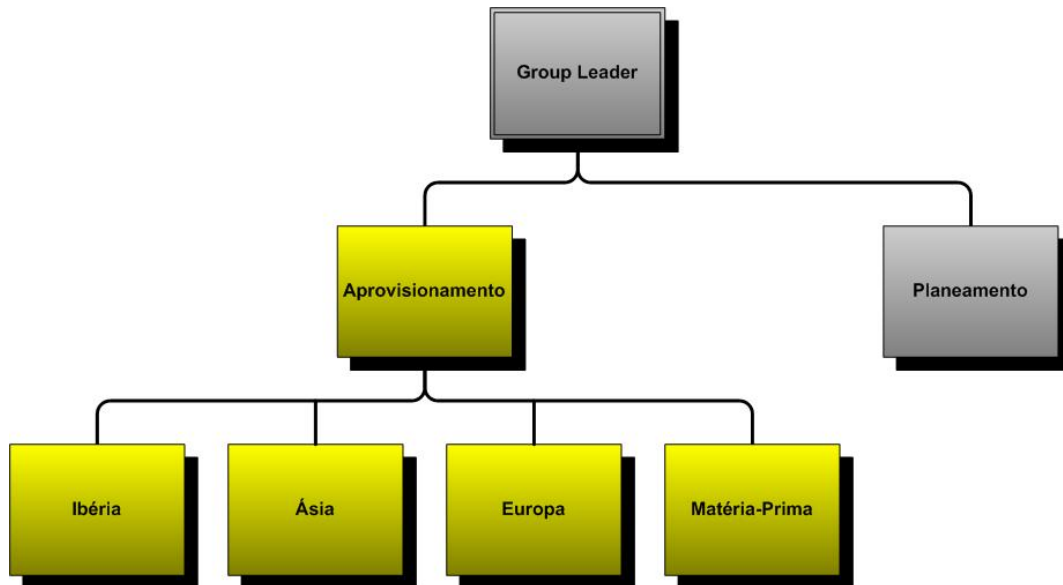 Group Leader
Aprovisionamento
Planeamento
Ibéria
Ásia
Europa
Matéria-Prima